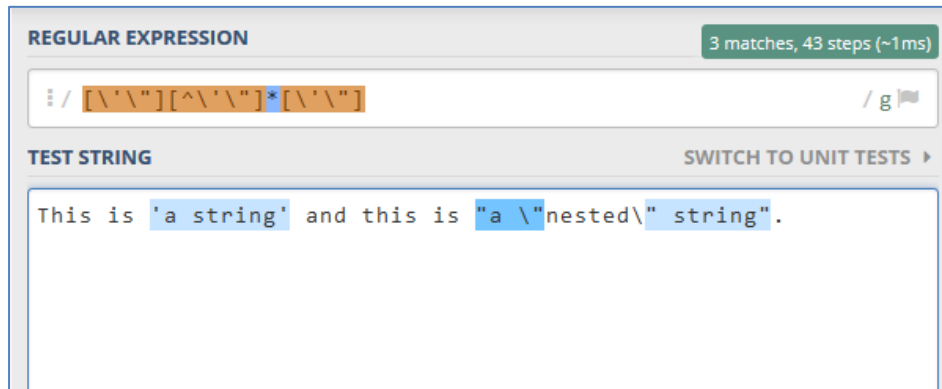 REGULAR EXPRESSION
3 matches, 43 steps (~1ms)
/ [\'\"][^\'\"]*[\'\"] / g
TEST STRING
SWITCH TO UNIT TESTS
This is 'a string' and this is "a \"nested\" string".